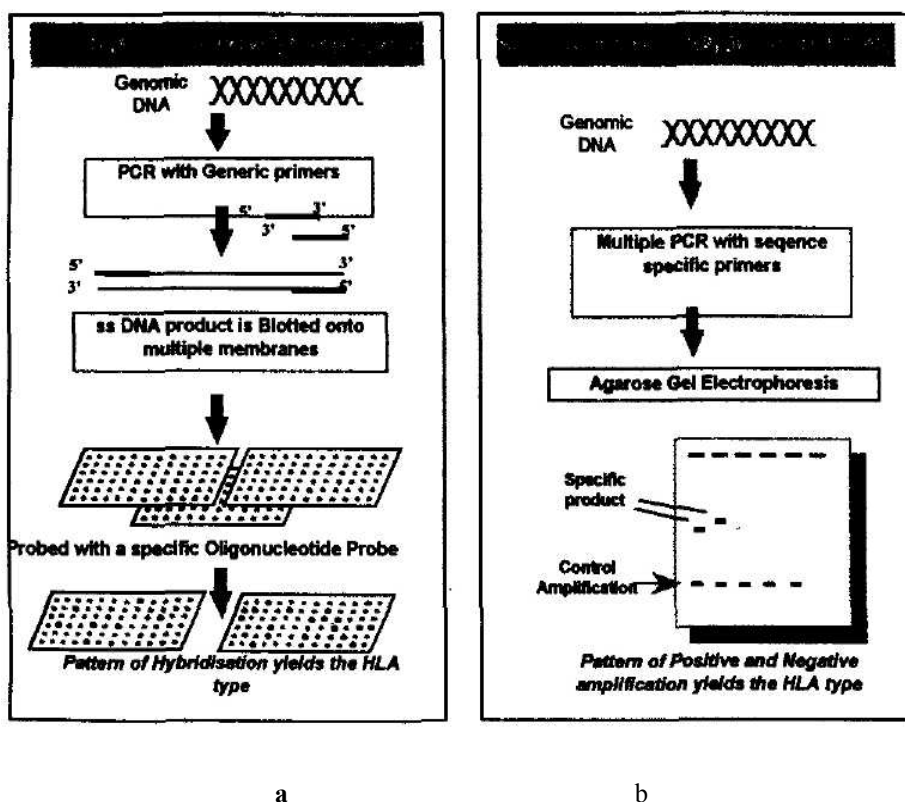 Genomic
DNA
PCR with Generic primers
5' 3'
3' 5'
5' 3'
3' 5'
ss DNA product is Blotted onto
multiple membranes
Probed with a specific Oligonucleotide Probe
Pattern of Hybridisation yields the HLA
type
a
Genomic
DNA
Multiple PCR with seqence
specific primers
Agarose Gel Electrophoresis
Specific
product
Control
Amplification
Pattern of Positive and Negative
amplification yields the HLA type
b